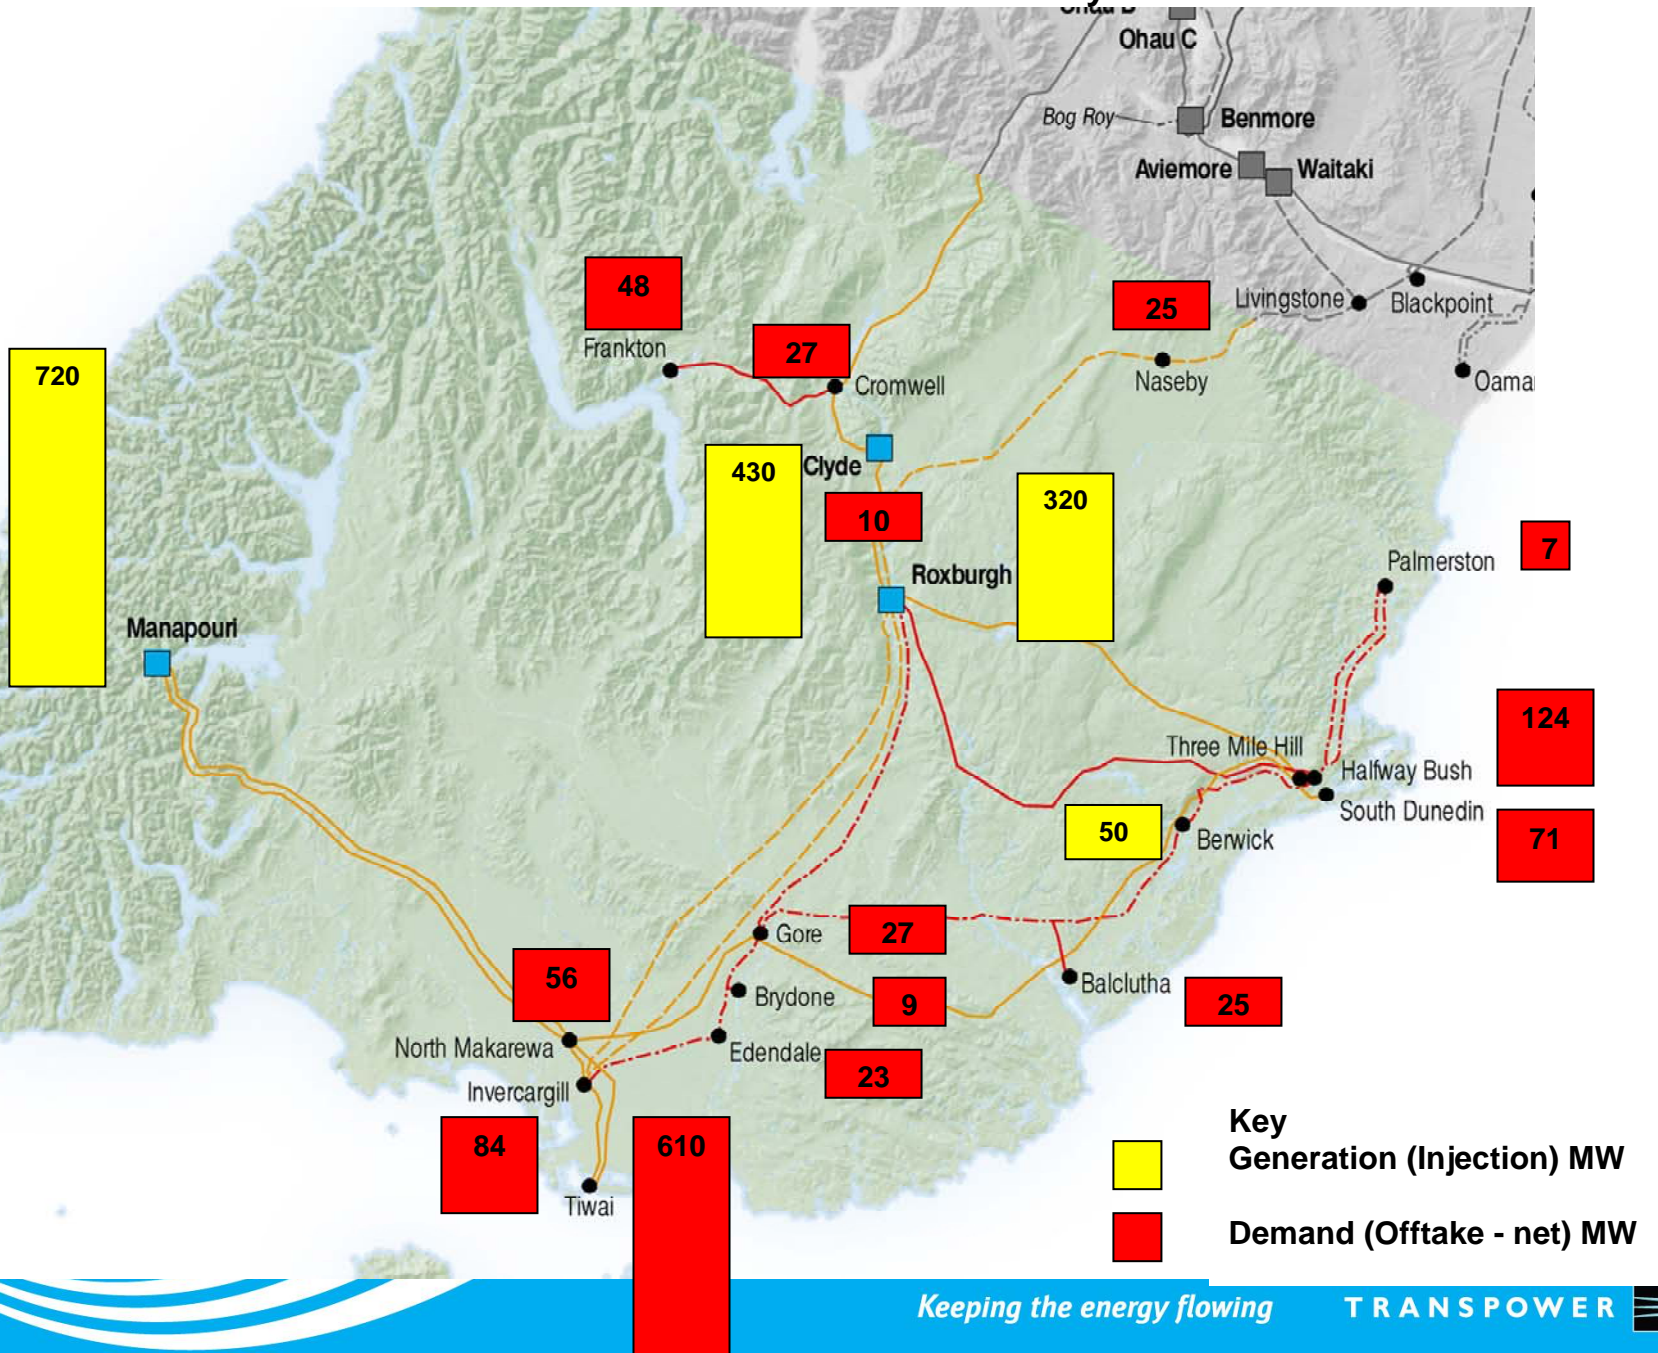 Ohau C
Bog Roy
Benmore
Aviemore
Waitaki
48
25
Livingstone
Blackpoint
Frankton
27
720
Naseby
Cromwell
430
Clyde
320
10
7
Palmerston
Roxburgh
Manapouri
124
Three Mile Hill
Halfway Bush
South Dunedin
50
Berwick
71
27
Gore
56
Balclutha
Brydone
9
25
North Makarewa
Edendale
23
Invercargill
84
610
Tiwai
Key
Generation (Injection) MW
Demand (Offtake - net) MW
Keeping the energy flowing
TRANSPOWER